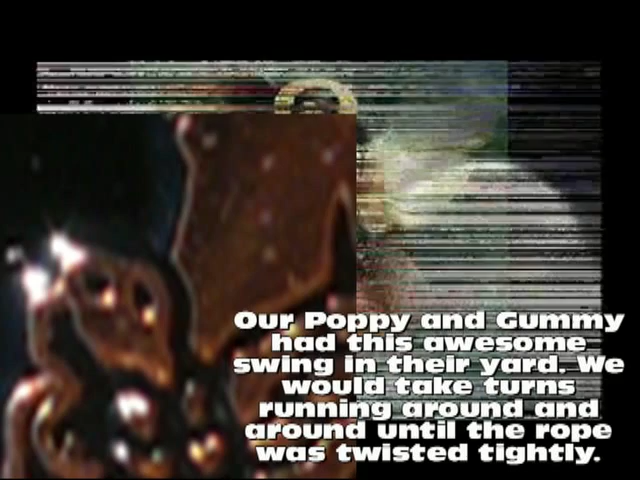 Our Poppy and Gummy
had this awesome
swing in their yard. We
would take turns
running around and
around until the rope
was twisted tightly.